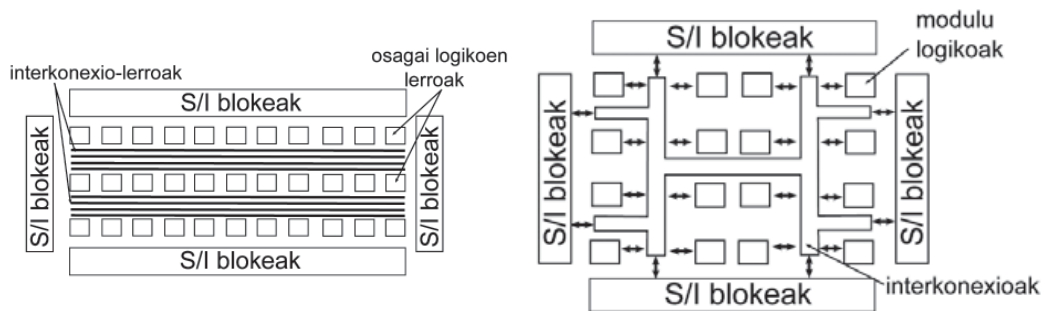 interkonexio-lerroak
osagai logikoen
lerroak
S/I blokeak
S/I blokeak
S/I blokeak
S/I blokeak
S/I blokeak
modulu
logikoak
S/I blokeak
S/I blokeak
interkonexioak
S/I blokeak